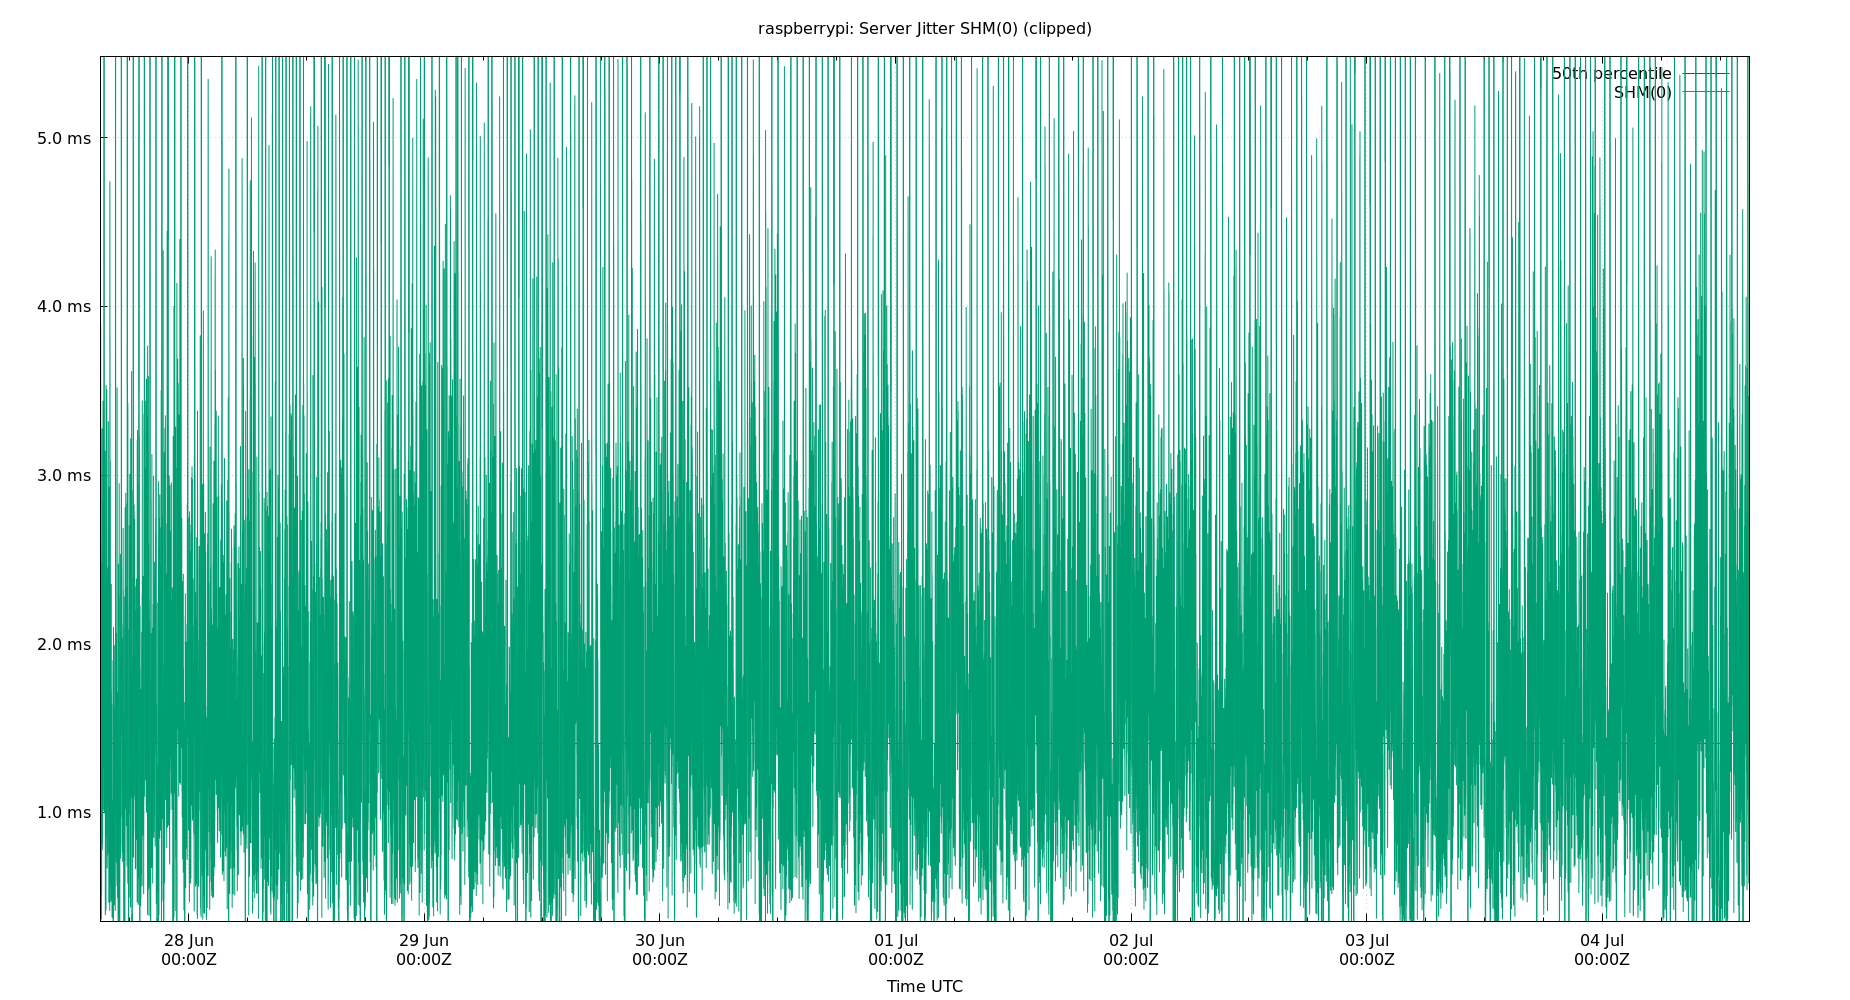 raspberrypi: Server Jitter SHM(0) (clipped)
50th percentile
SHM(0)
5.0 ms
4.0 ms
3.0 ms
2.0 ms
1.0 ms
28 Jun 29 Jun 30 Jun 01 Jul 02 Jul 03 Jul 04 Jul
00:00Z 00:00Z 00:00Z 00:00Z 00:00Z 00:00Z 00:00Z
Time UTC